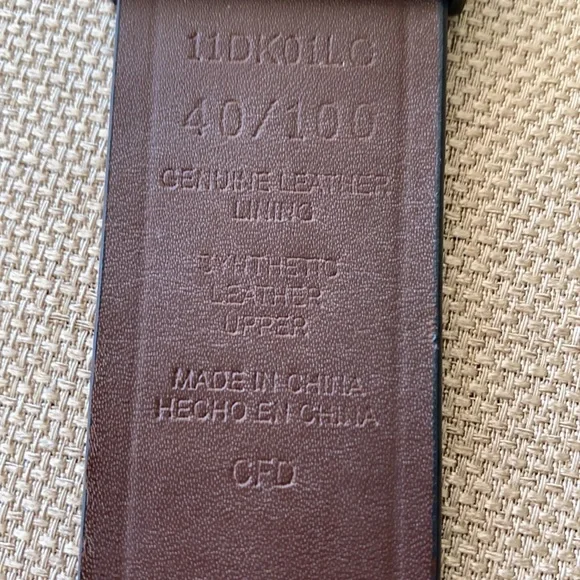 11DK01LC
40/100
GENUINE LEATHER
LINING
SYNTHETIC
LEATHER
UPPER
MADE IN CHINA
HECHO EN CHINA
CFD